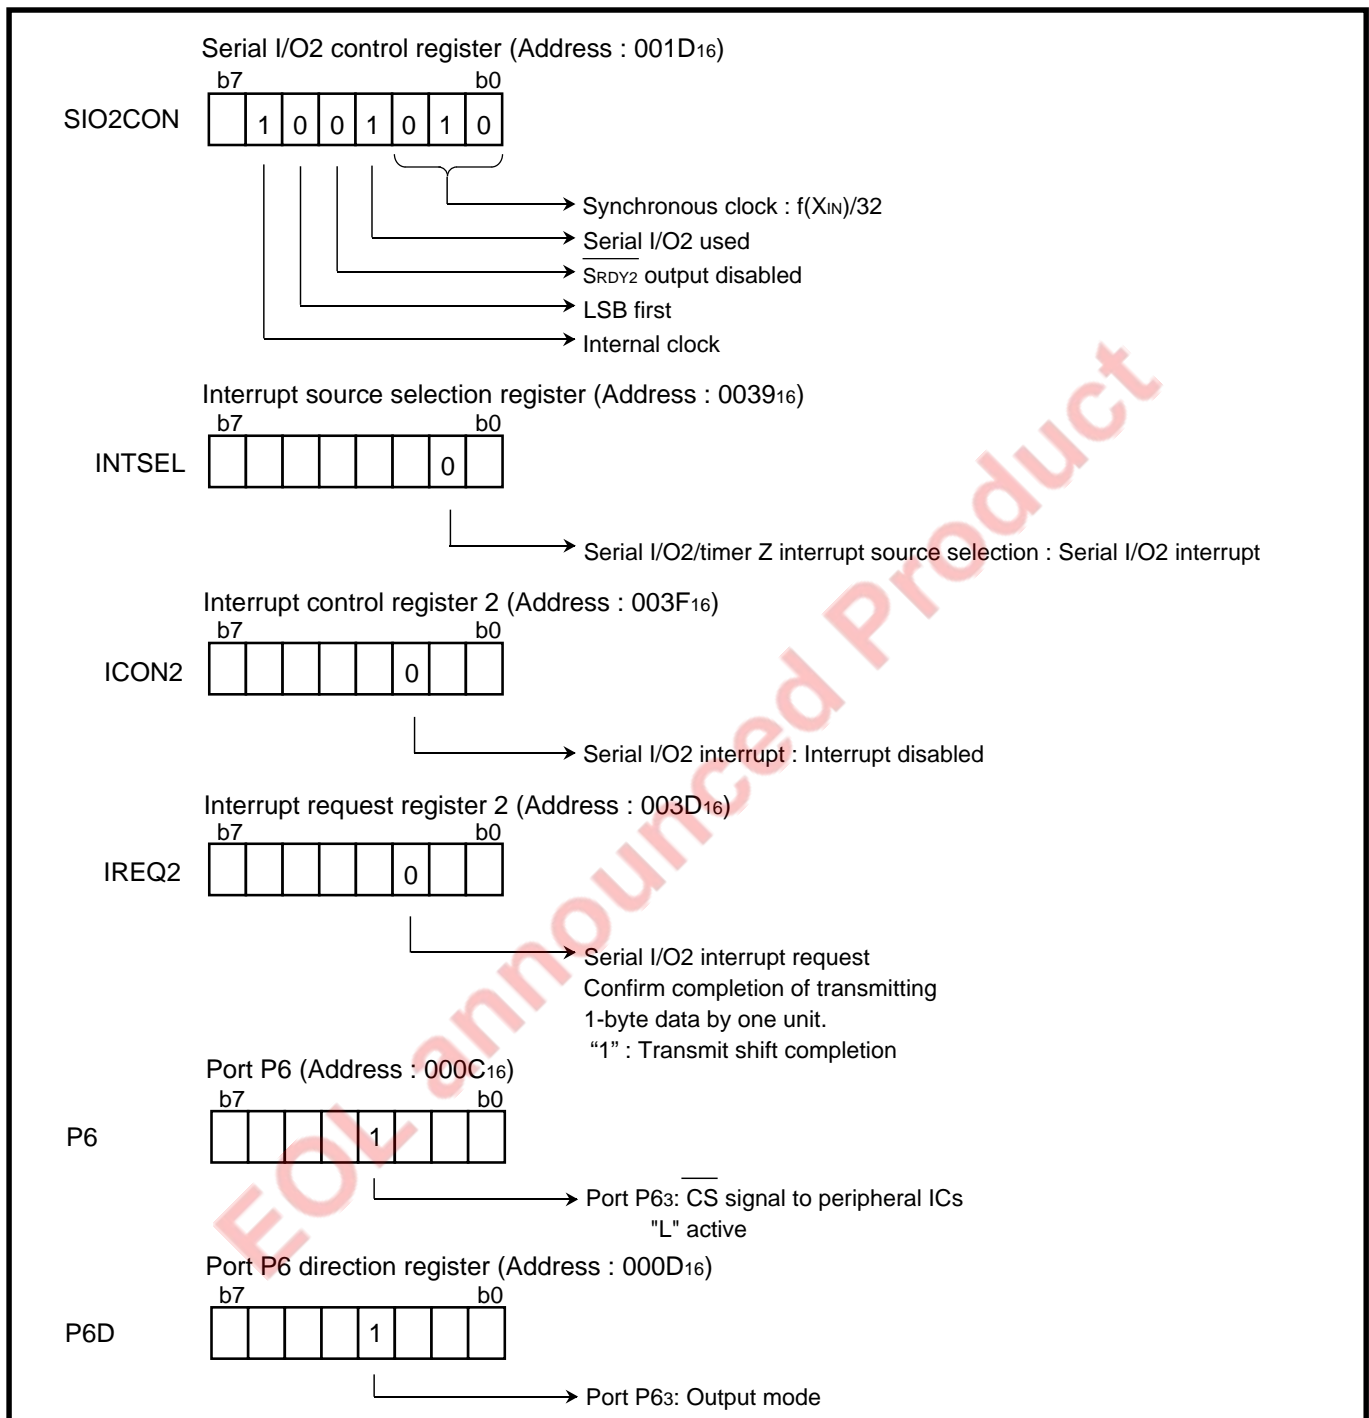 Serial I/O2 control register (Address : 001D16)
b7 b0
SIO2CON 1 0 0 1 0 1 0
Synchronous clock : f(XIN)/32
Serial I/O2 used
SRDY2 output disabled
LSB first
Internal clock
Interrupt source selection register (Address : 003916)
b7 b0
INTSEL 0
Serial I/O2/timer Z interrupt source selection : Serial I/O2 interrupt
Interrupt control register 2 (Address : 003F16)
b7 b0
ICON2 0
Serial I/O2 interrupt : Interrupt disabled
Interrupt request register 2 (Address : 003D16)
b7 b0
IREQ2 0
Serial I/O2 interrupt request
Confirm completion of transmitting
1-byte data by one unit.
“1” : Transmit shift completion
Port P6 (Address : 000C16)
b7 b0
P6 1
Port P63: CS signal to peripheral ICs
"L" active
Port P6 direction register (Address : 000D16)
b7 b0
P6D 1
Port P63: Output mode
EOL announced Product